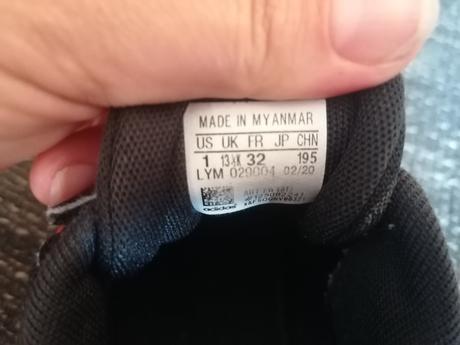 MADE IN MYANMAR
US UK FR JP CHN
1 13½K 32 195
LYM 029004 02/20
adidas